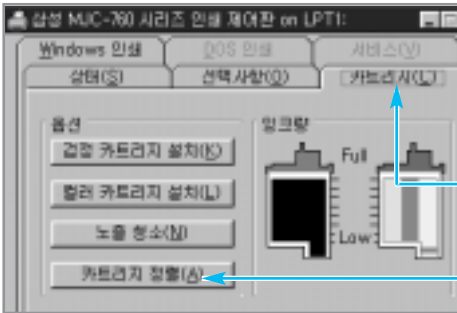 삼성 MJC-760 시리즈 인쇄 제어판 on LPT1:
Windows 인쇄 DOS 인쇄 서비스(V)
상태(S) 선택사항(O) 카트리지(L)
옵션
검정 카트리지 설치(K)
컬러 카트리지 설치(L)
노즐 청소(N)
카트리지 정렬(A)
잉크량
Full
Low